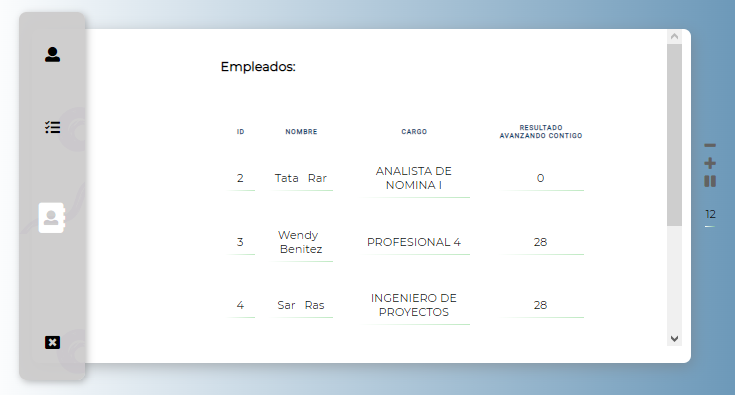 Empleados:
ID NOMBRE CARGO RESULTADO
AVANZANDO CONTIGO
2 Tata Rar ANALISTA DE
NOMINA I 0
3 Wendy
Benitez PROFESIONAL 4 28
4 Sar Ras INGENIERO DE
PROYECTOS 28
12